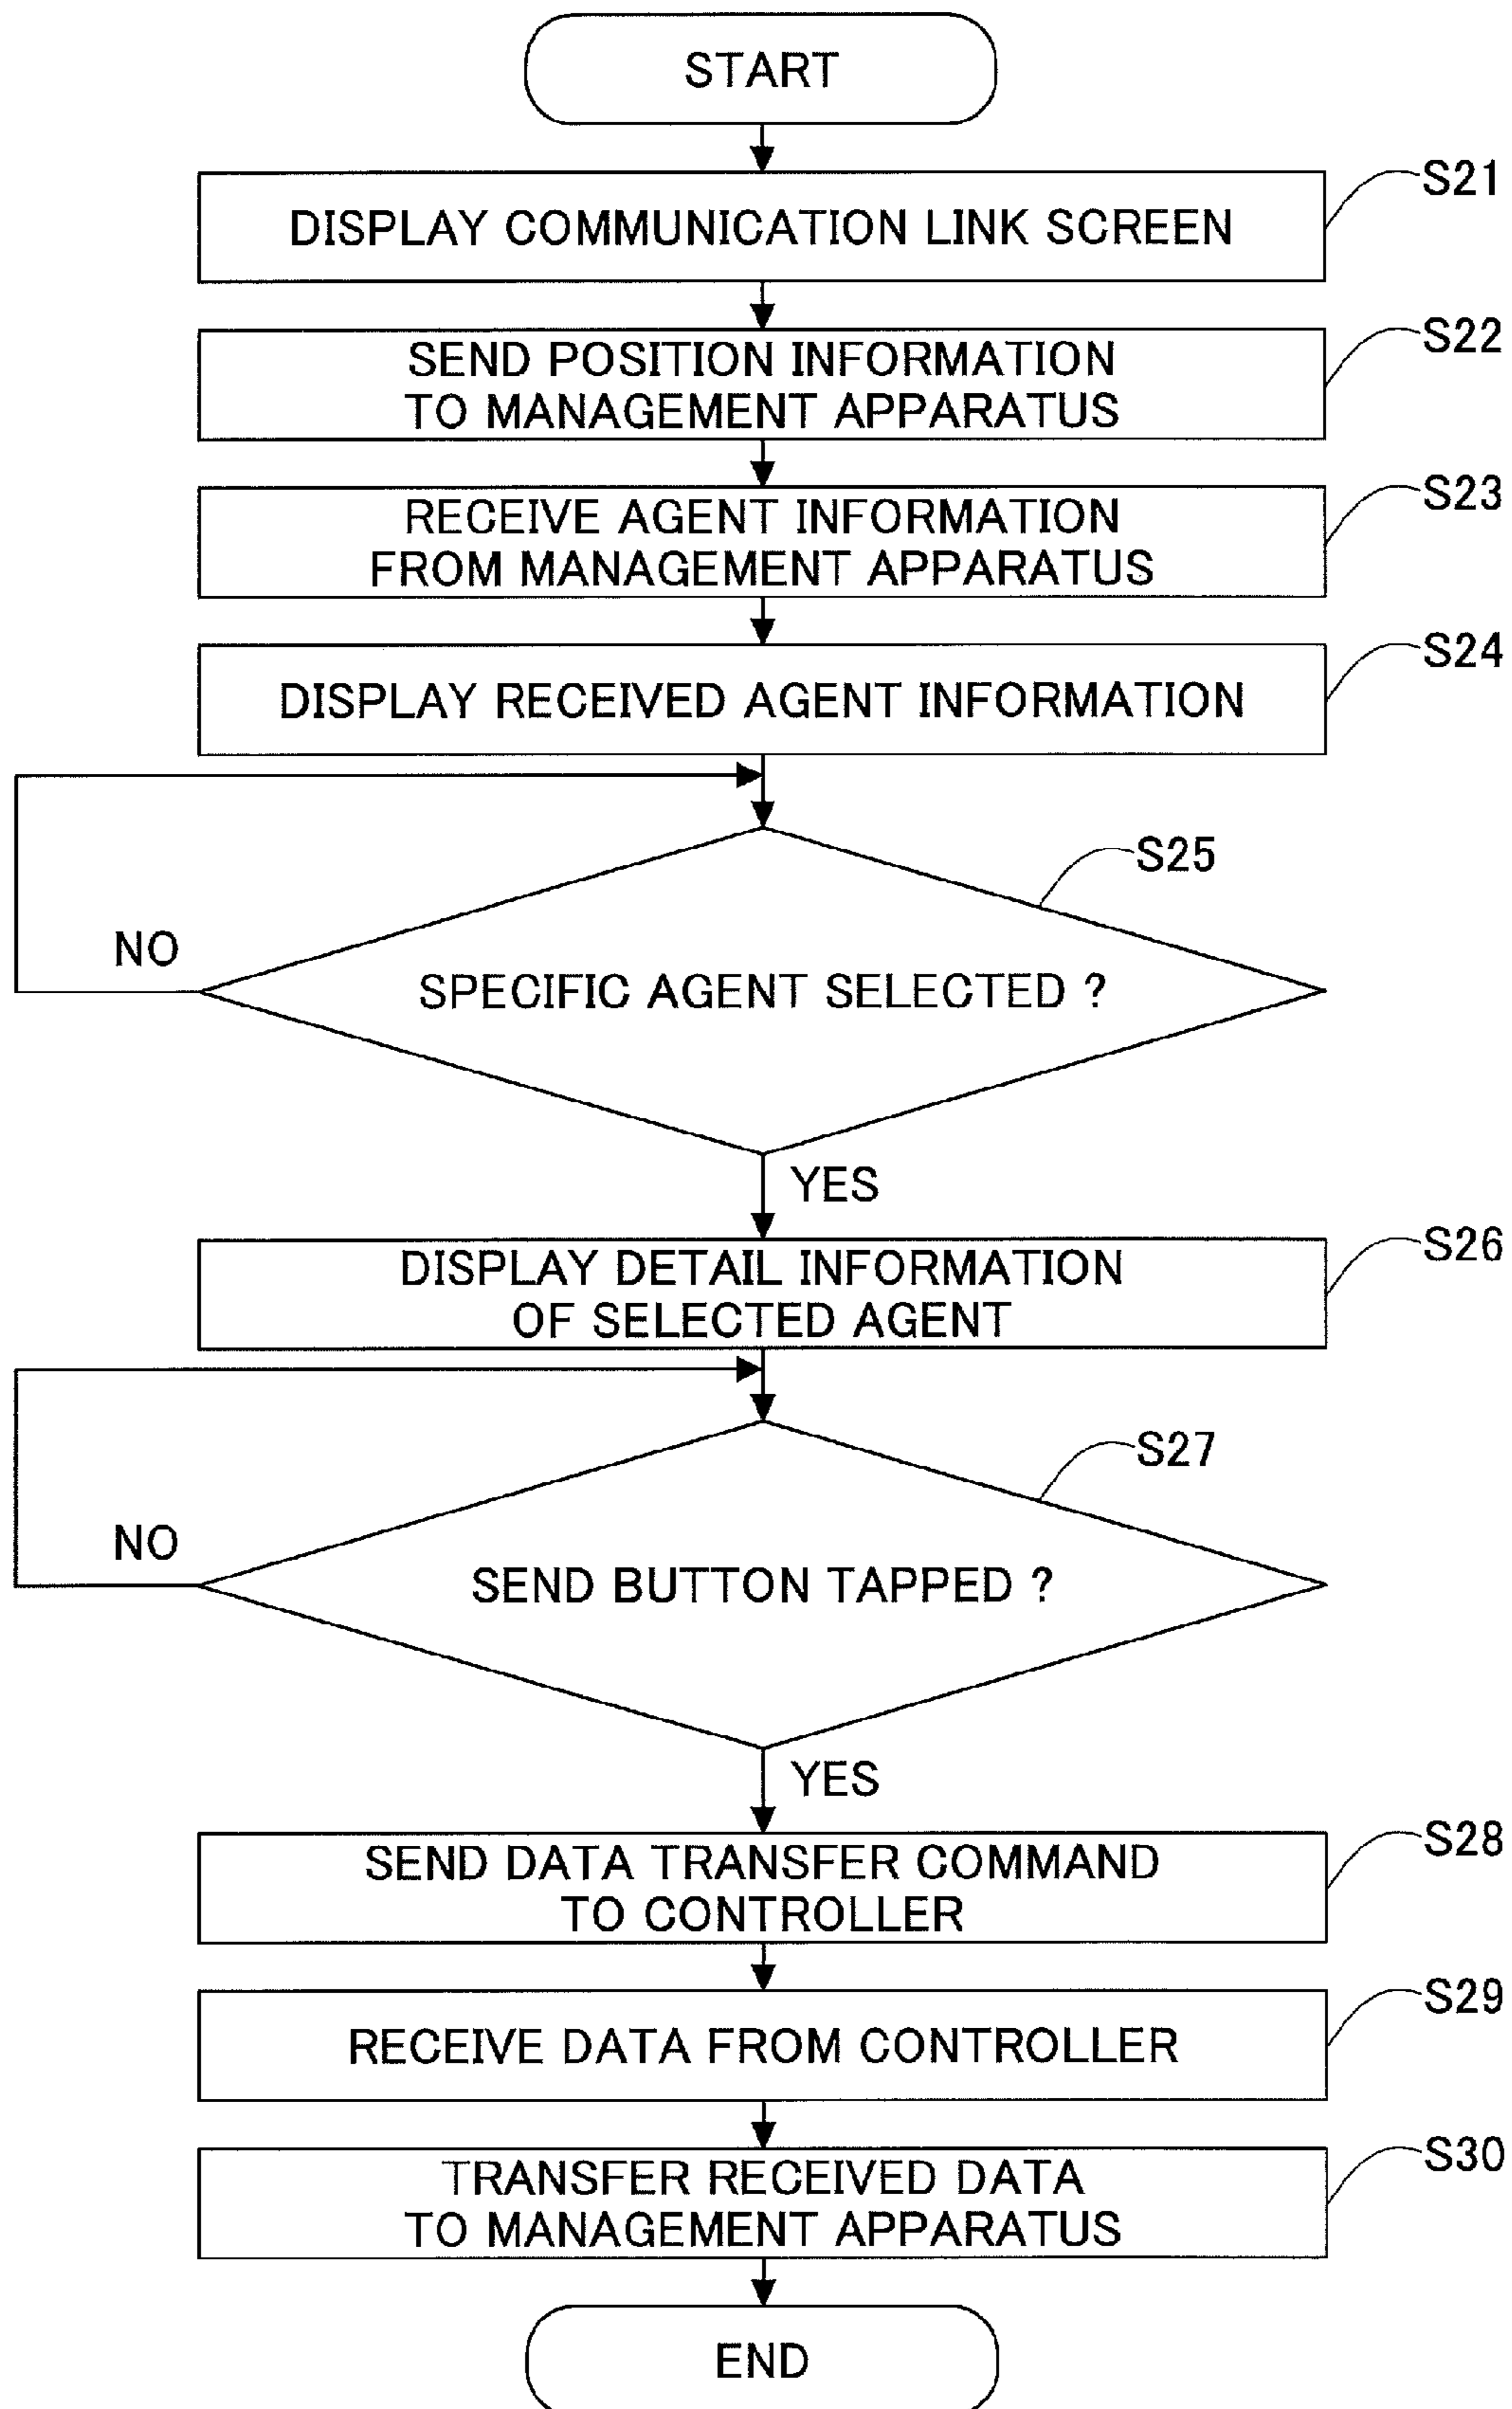 START
S21
DISPLAY COMMUNICATION LINK SCREEN
S22
SEND POSITION INFORMATION
TO MANAGEMENT APPARATUS
S23
RECEIVE AGENT INFORMATION
FROM MANAGEMENT APPARATUS
S24
DISPLAY RECEIVED AGENT INFORMATION
S25
NO
SPECIFIC AGENT SELECTED ?
YES
S26
DISPLAY DETAIL INFORMATION
OF SELECTED AGENT
S27
NO
SEND BUTTON TAPPED ?
YES
S28
SEND DATA TRANSFER COMMAND
TO CONTROLLER
S29
RECEIVE DATA FROM CONTROLLER
S30
TRANSFER RECEIVED DATA
TO MANAGEMENT APPARATUS
END